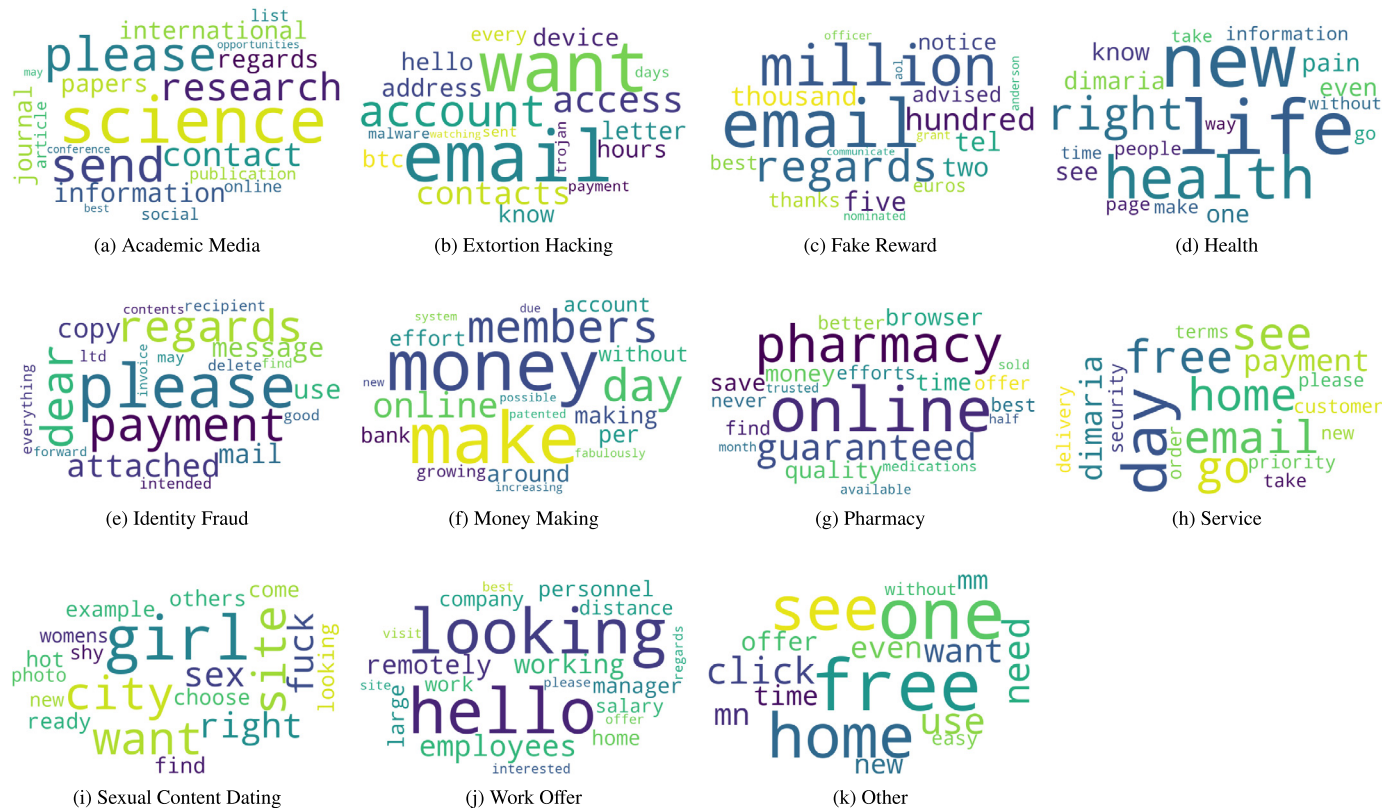 list
international
opportunities
please regards
may
papers research
science
journal
article
conference
send contact
publication
information online
best
social
(a) Academic Media
every device
hello want
days
address
account access
malware watching sent
trojan
letter
btc email hours
contacts payment
know
(b) Extortion Hacking
officer
notice
million
aol
anderson
thousand advised
email hundred
grant
communicate
tel
best regards two
euros
thanks five
nominated
(c) Fake Reward
take information
know new pain
dimaria even
right life without
way
go
time people
see health
page make one
(d) Health
contents recipient
copy regards
ltd
invoice
may
message
delete find
everything
dear
please use
good
payment
forward
attached mail
intended
(e) Identity Fraud
system
due account
effort members
without
money
new
possible
day
online
patented
making
bank make per
fabulously
growing around
increasing
(f) Money Making
better browser
pharmacy
sold
save money efforts time offer
trusted
never online best
half
find
month guaranteed
quality medications
available
(g) Pharmacy
terms see
free payment
delivery
dimaria
security
day
home please
customer
order
email new
go priority
take
(h) Service
come
example others
womens girl site fuck looking
shy
hot sex
photo
new city choose
ready right
want
find
(i) Sexual Content Dating
best personnel
company distance
looking
visit
regards
remotely working
site work please manager
large hello salary
offer
employees home
interested
(j) Work Offer
without mm
see one
offer even want need
click
time free
mn use
home easy
new
(k) Other